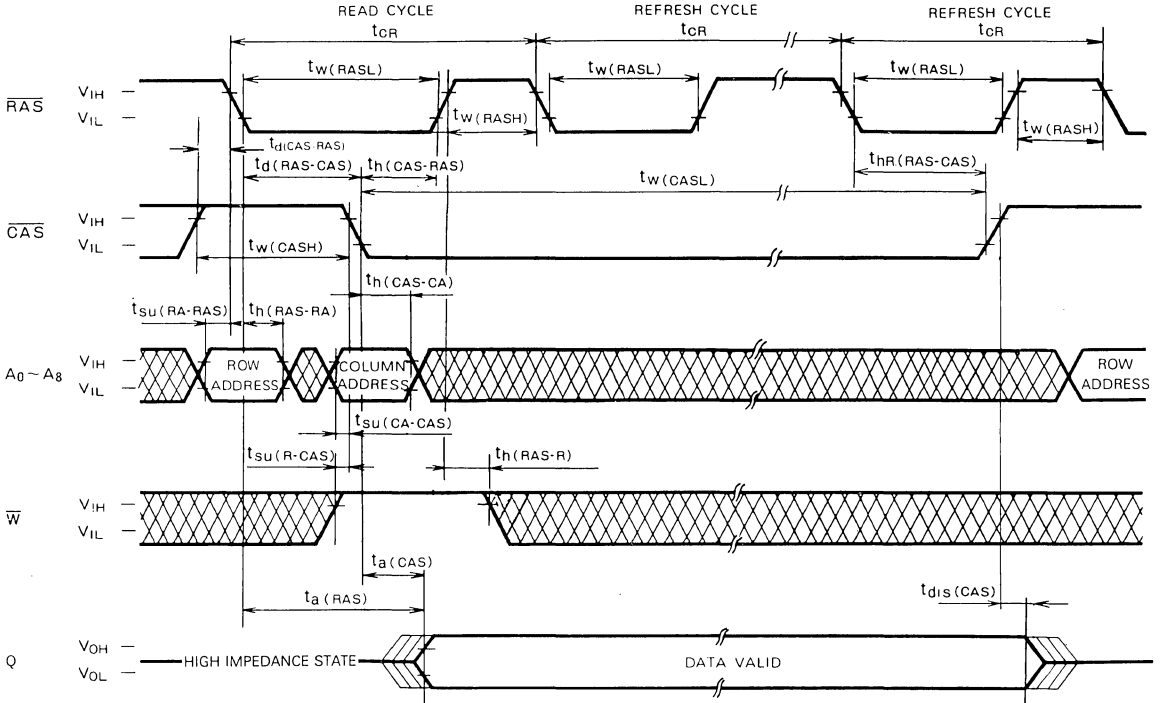 READ CYCLE REFRESH CYCLE REFRESH CYCLE
tCR tCR tCR
tW(RASL) tW(RASL) tW(RASL)
RAS VIH
VIL
tW(RASH) tW(RASH)
td(CAS-RAS)
td(RAS-CAS) th(CAS-RAS) tW(CASL) thR(RAS-CAS)
CAS VIH
VIL
tW(CASH)
th(CAS-CA)
tsu(RA-RAS) th(RAS-RA)
A0~A8 VIH
VIL
ROW
ADDRESS
COLUMN
ADDRESS
ROW
ADDRESS
tsu(CA-CAS)
tsu(R-CAS) th(RAS-R)
W VIH
VIL
ta(CAS)
ta(RAS) tDIS(CAS)
Q VOH
VOL
HIGH IMPEDANCE STATE DATA VALID